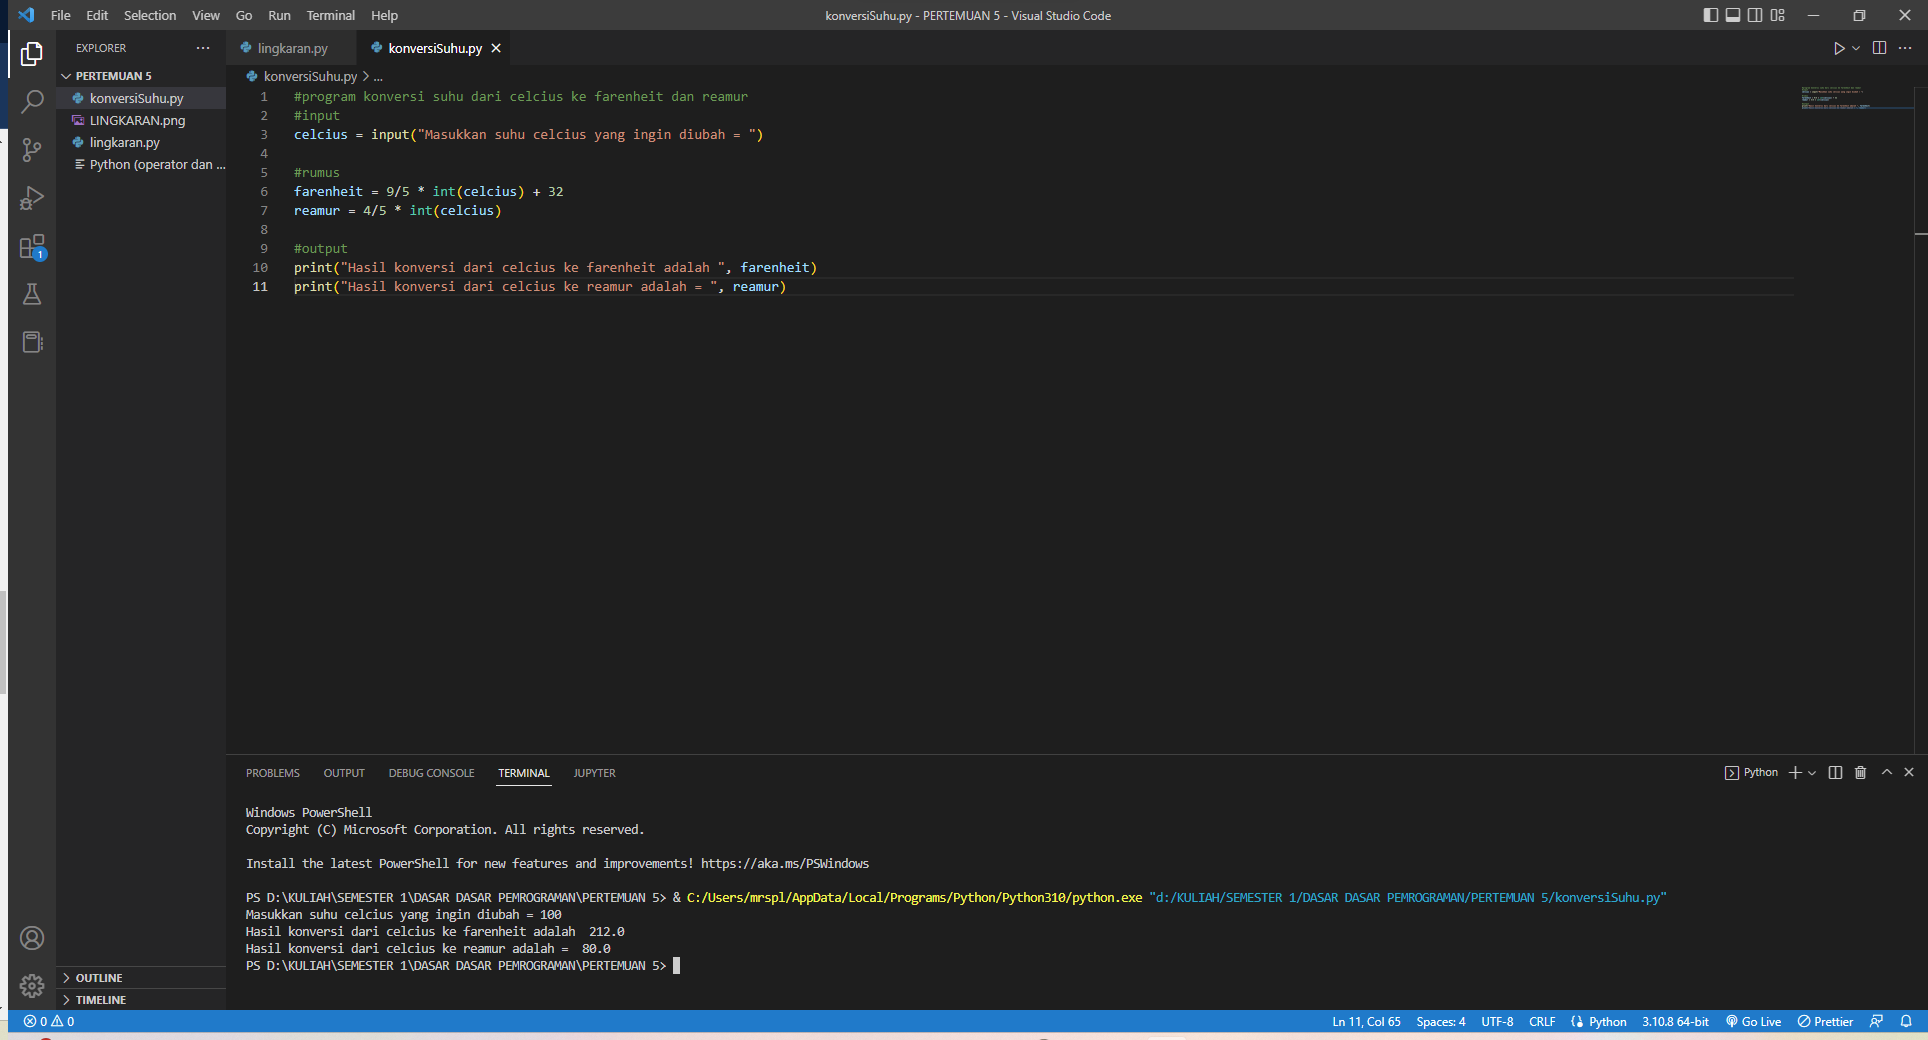 File Edit Selection View Go Run Terminal Help
konversiSuhu.py - PERTEMUAN 5 - Visual Studio Code
EXPLORER
PERTEMUAN 5
konversiSuhu.py
LINGKARAN.png
lingkaran.py
Python (operator dan ...
1
OUTLINE
TIMELINE
lingkaran.py konversiSuhu.py
konversiSuhu.py > ...
1 #program konversi suhu dari celcius ke farenheit dan reamur
2 #input
3 celcius = input("Masukkan suhu celcius yang ingin diubah = ")
4
5 #rumus
6 farenheit = 9/5 * int(celcius) + 32
7 reamur = 4/5 * int(celcius)
8
9 #output
10 print("Hasil konversi dari celcius ke farenheit adalah ", farenheit)
11 print("Hasil konversi dari celcius ke reamur adalah = ", reamur)
PROBLEMS OUTPUT DEBUG CONSOLE TERMINAL JUPYTER
Python
Windows PowerShell
Copyright (C) Microsoft Corporation. All rights reserved.
Install the latest PowerShell for new features and improvements! https://aka.ms/PSWindows
PS D:\KULIAH\SEMESTER 1\DASAR DASAR PEMROGRAMAN\PERTEMUAN 5> & C:/Users/mrspl/AppData/Local/Programs/Python/Python310/python.exe "d:/KULIAH/SEMESTER 1/DASAR DASAR PEMROGRAMAN/PERTEMUAN 5/konversiSuhu.py"
Masukkan suhu celcius yang ingin diubah = 100
Hasil konversi dari celcius ke farenheit adalah  212.0
Hasil konversi dari celcius ke reamur adalah =  80.0
PS D:\KULIAH\SEMESTER 1\DASAR DASAR PEMROGRAMAN\PERTEMUAN 5>
0 0 Ln 11, Col 65 Spaces: 4 UTF-8 CRLF Python 3.10.8 64-bit Go Live Prettier